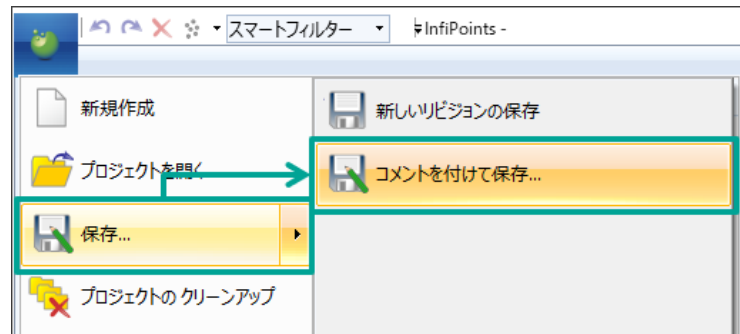 スマートフィルター InfiPoints -
新規作成
プロジェクトを開く
保存...
プロジェクトの クリーンアップ
新しいリビジョンの保存
コメントを付けて保存...